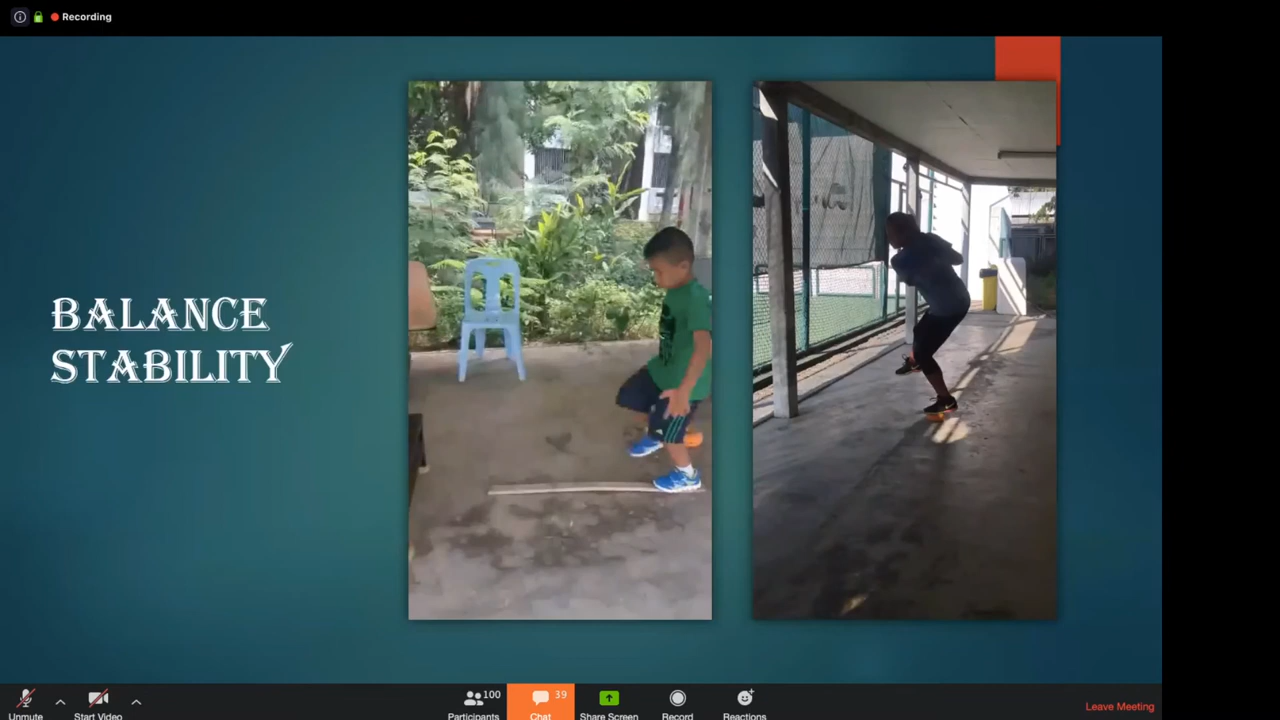 Recording
BALANCE
STABILITY
Unmute
Start Video
100
Participants
39
Chat
Share Screen
Record
Reactions
Leave Meeting